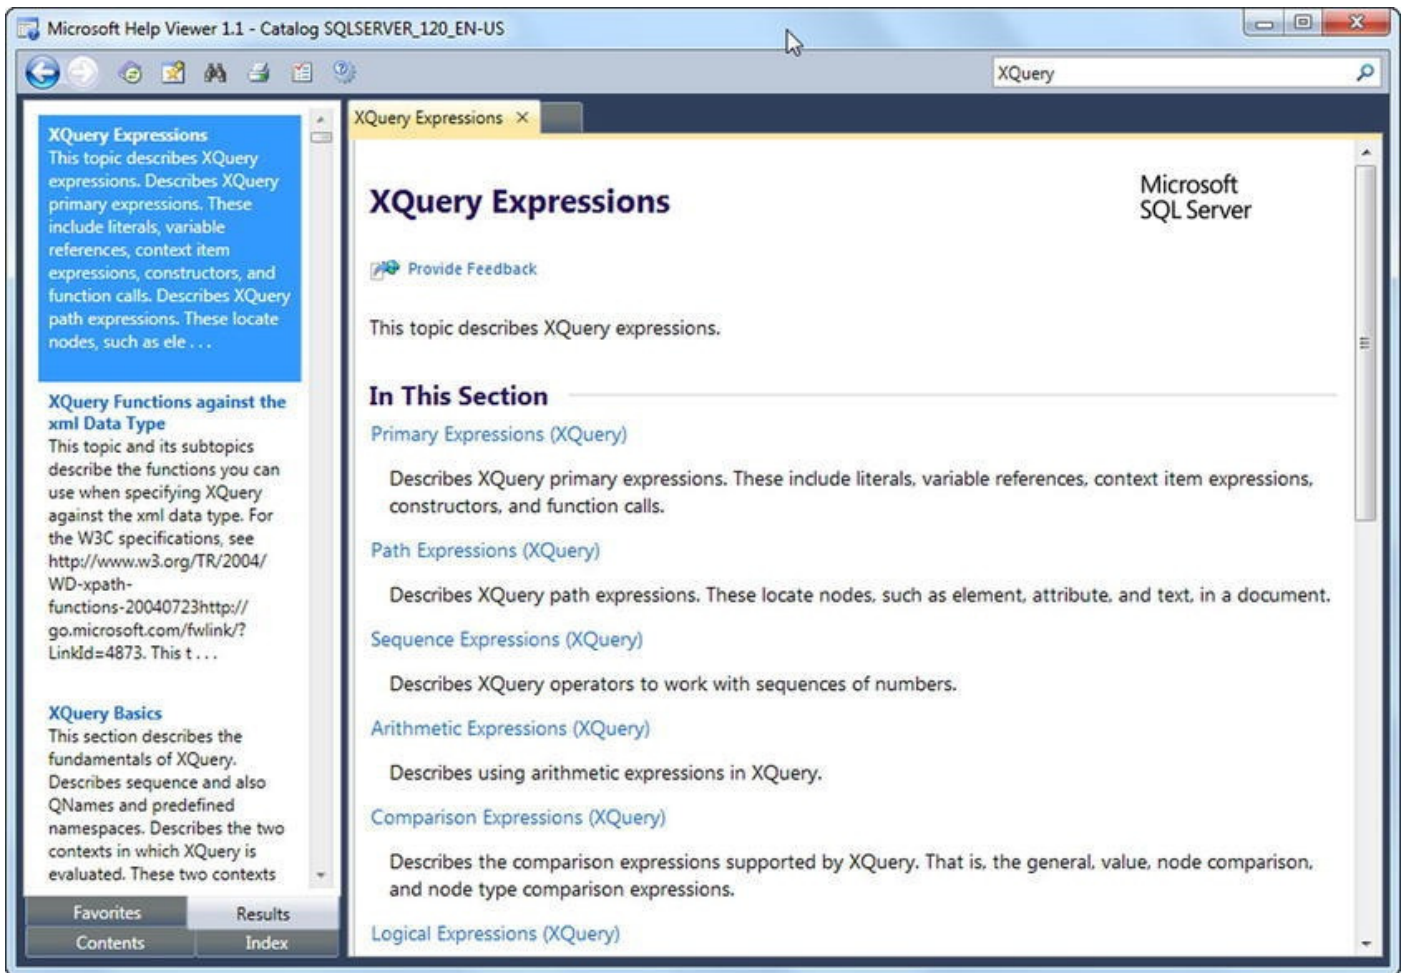 Microsoft Help Viewer 1.1 - Catalog SQLSERVER_120_EN-US
XQuery
XQuery Expressions
This topic describes XQuery
expressions. Describes XQuery
primary expressions. These
include literals, variable
references, context item
expressions, constructors, and
function calls. Describes XQuery
path expressions. These locate
nodes, such as ele . . .
XQuery Functions against the
xml Data Type
This topic and its subtopics
describe the functions you can
use when specifying XQuery
against the xml data type. For
the W3C specifications, see
http://www.w3.org/TR/2004/
WD-xpath-
functions-20040723http://
go.microsoft.com/fwlink/?
LinkId=4873. This t . . .
XQuery Basics
This section describes the
fundamentals of XQuery.
Describes sequence and also
QNames and predefined
namespaces. Describes the two
contexts in which XQuery is
evaluated. These two contexts
Favorites
Results
Contents
Index
XQuery Expressions
XQuery Expressions
Microsoft
SQL Server
Provide Feedback
This topic describes XQuery expressions.
In This Section
Primary Expressions (XQuery)
Describes XQuery primary expressions. These include literals, variable references, context item expressions,
constructors, and function calls.
Path Expressions (XQuery)
Describes XQuery path expressions. These locate nodes, such as element, attribute, and text, in a document.
Sequence Expressions (XQuery)
Describes XQuery operators to work with sequences of numbers.
Arithmetic Expressions (XQuery)
Describes using arithmetic expressions in XQuery.
Comparison Expressions (XQuery)
Describes the comparison expressions supported by XQuery. That is, the general, value, node comparison,
and node type comparison expressions.
Logical Expressions (XQuery)